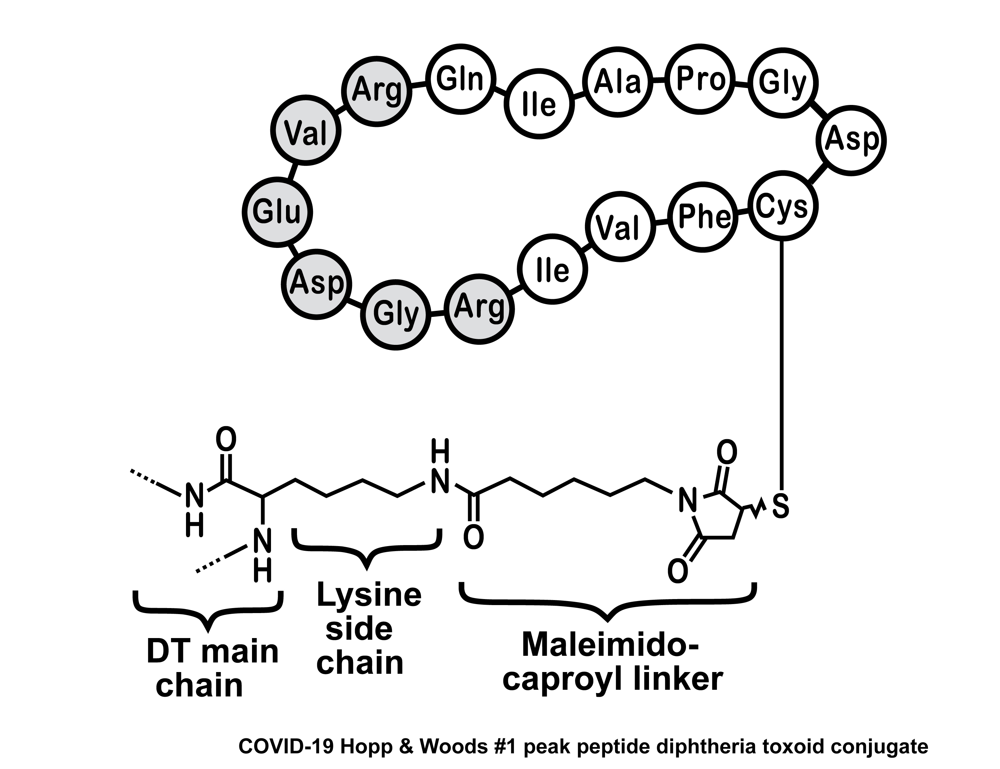 Arg
Gln
Ile
Ala
Pro
Gly
Asp
Val
Glu
Cys
Phe
Val
Ile
Asp
Gly
Arg
O
N
H
N
H
H
N
O
N
O
O
S
DT main
chain
Lysine
side
chain
Maleimido-
caproyl linker
COVID-19 Hopp & Woods #1 peak peptide diphtheria toxoid conjugate